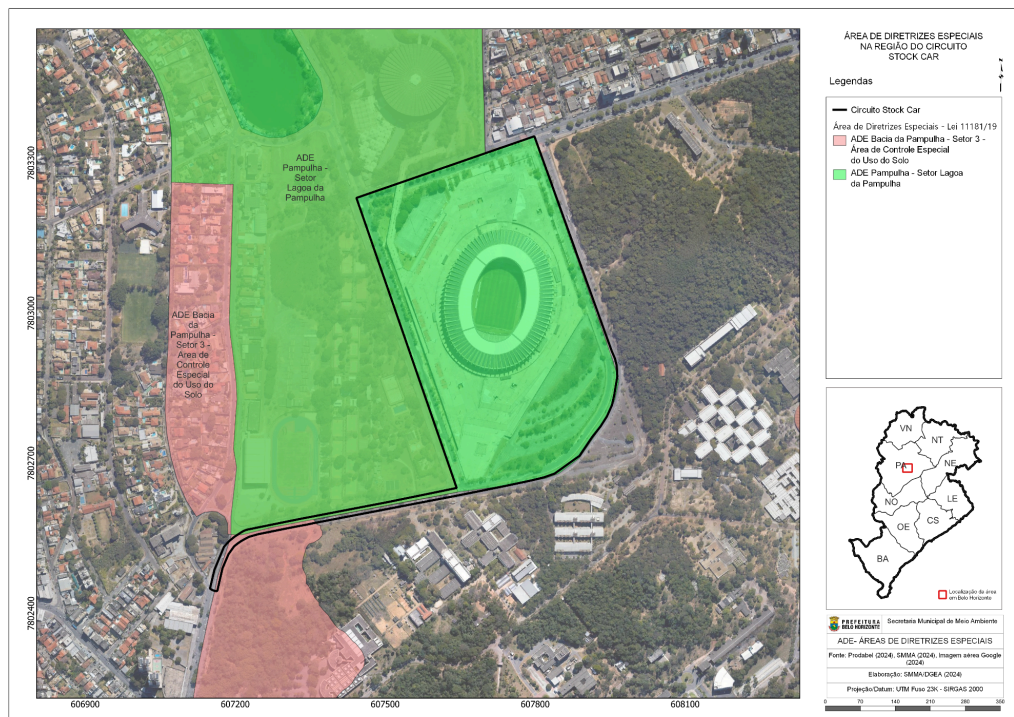 ÁREA DE DIRETRIZES ESPECIAIS
NA REGIÃO DO CIRCUITO
STOCK CAR
Legendas
Circuito Stock Car
Área de Diretrizes Especiais - Lei 11181/19
ADE Bacia da Pampulha - Setor 3 -
Área de Controle Especial
do Uso do Solo
ADE Pampulha - Setor Lagoa
da Pampulha
ADE
Pampulha -
Setor
Lagoa da
Pampulha
ADE Bacia
da
Pampulha -
Setor 3 -
Área de
Controle
Especial
do Uso do
Solo
7803300
7803000
7802700
7802400
606900
607200
607500
607800
608100
VN
NT
PA
NE
NO
LE
OE
CS
BA
Localização da área
em Belo Horizonte
PREFEITURA
BELO HORIZONTE
Secretaria Municipal de Meio Ambiente
ADE- ÁREAS DE DIRETRIZES ESPECIAIS
Fonte: Prodabel (2024), SMMA (2024), Imagem aérea Google
(2024)
Elaboração: SMMA/DGEA (2024)
Projeção/Datum: UTM Fuso 23K - SIRGAS 2000
0 70 140 210 280 350